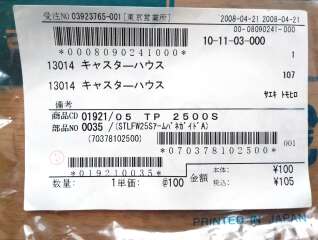 受注NO 03923765-001 [東京営業所] 2008-04-21 2008-04-21
00-08090241-000
*0008090241000* 10-11-03-000
13014 キャスターハウス 1
107
13014 キャスターハウス
サエキ トモヒロ
備考
商品CD 01921/05 TP 2500S
部品NO 0035 / (STLFW25SアームバネガイドA)
(70378102500) *070378102500* 001
*019210035*
数量: 1 単価: @100 金額 本体: ¥100
税込: ¥105
PRINTED IN JAPAN